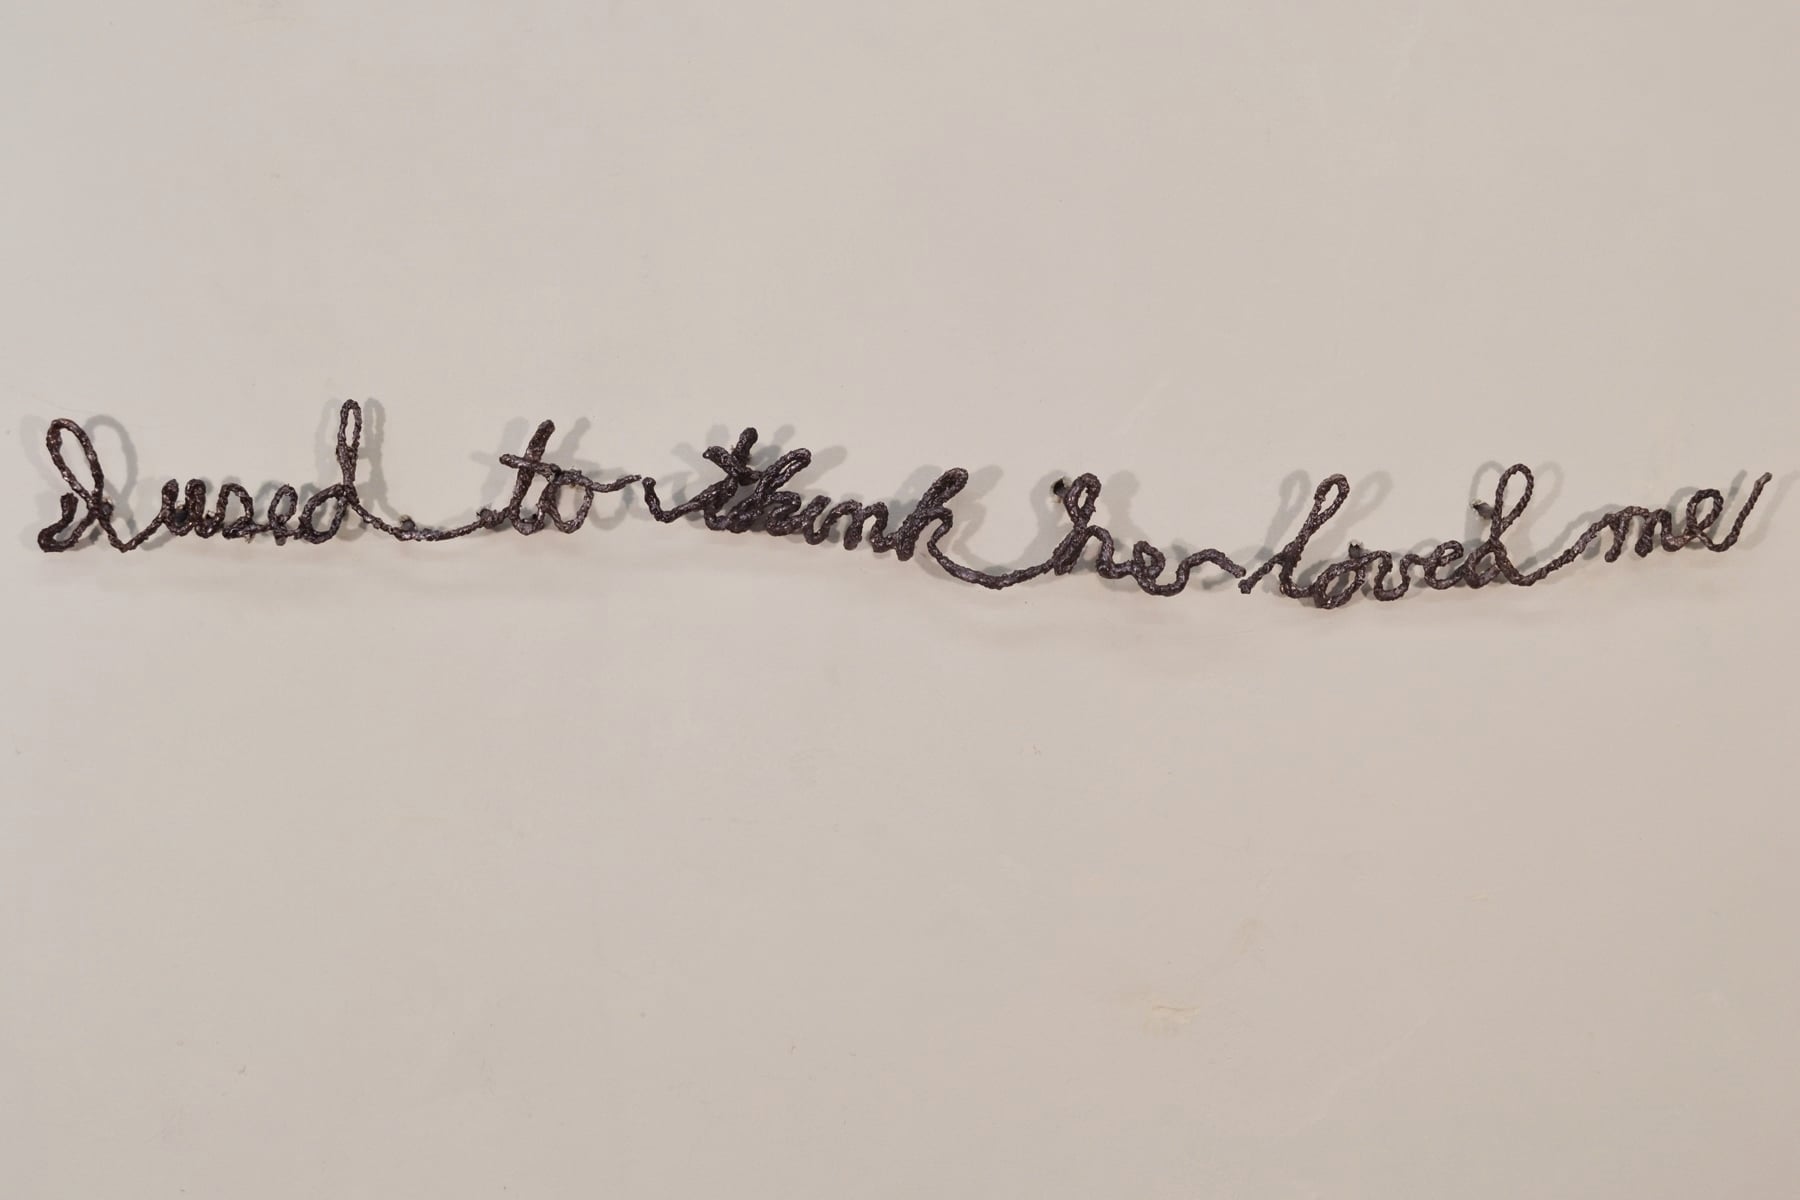 I used to think he loved me